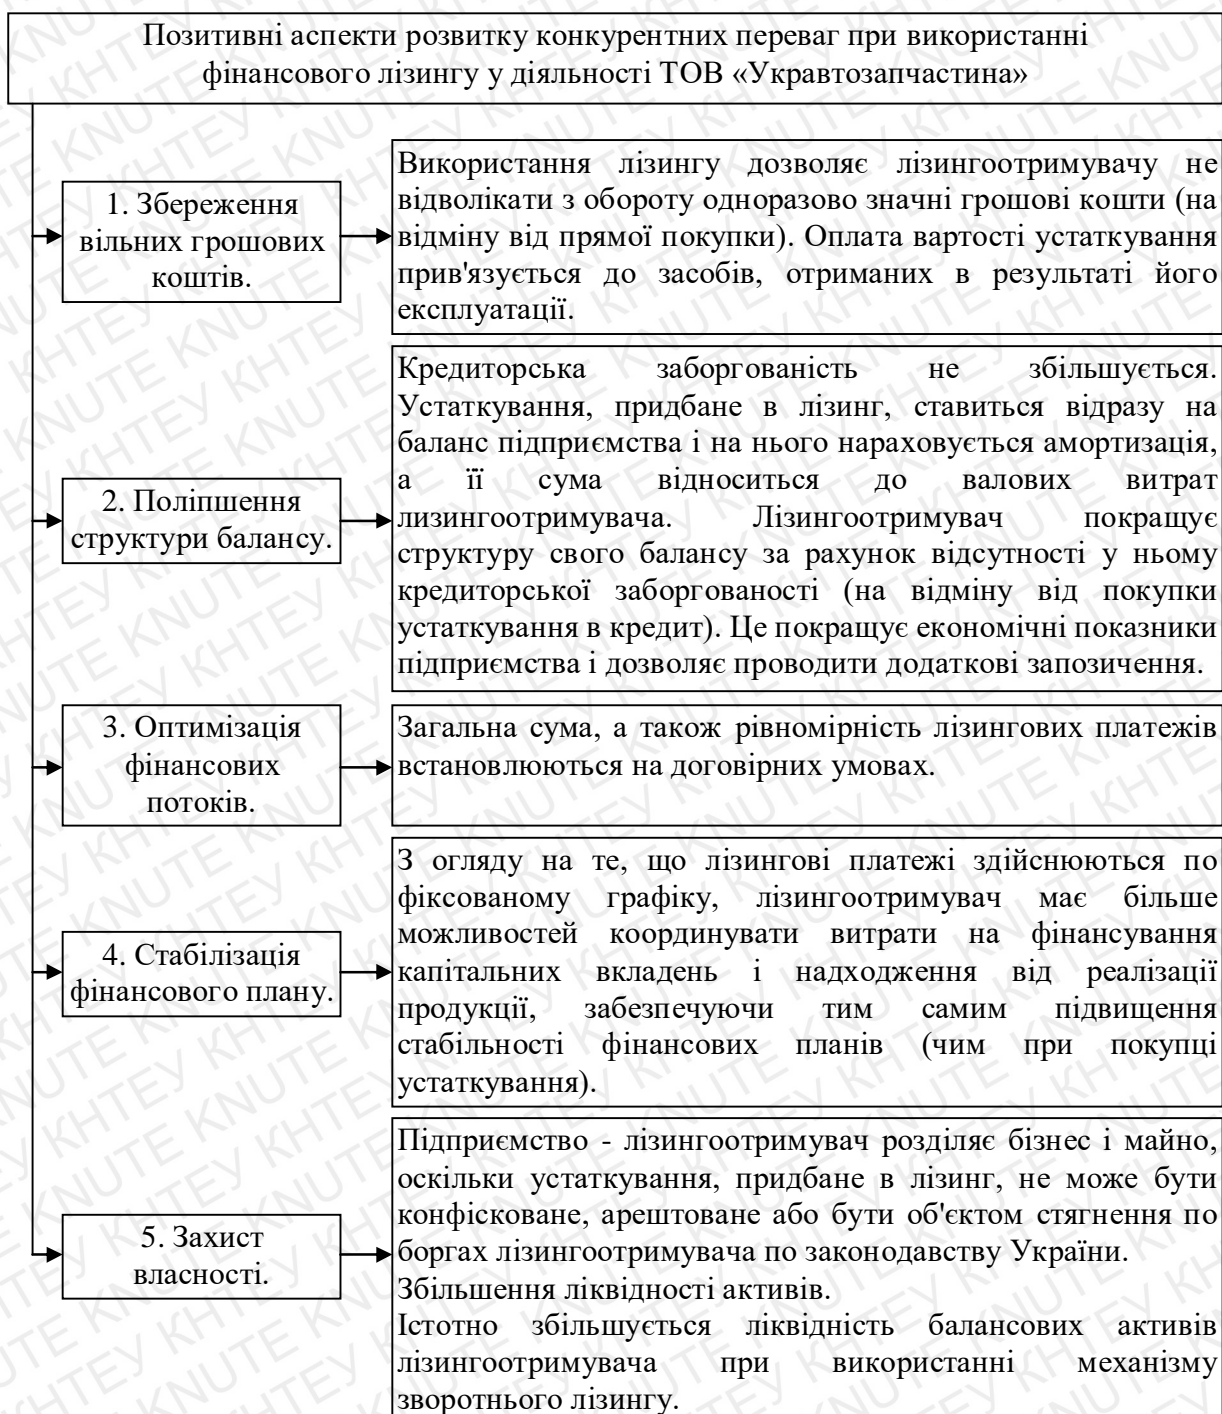 Позитивні аспекти розвитку конкурентних переваг при використанні
фінансового лізингу у діяльності ТОВ «Укравтозапчастина»
1. Збереження
вільних грошових
коштів.
Використання лізингу дозволяє лізингоотримувачу не
відволікати з обороту одноразово значні грошові кошти (на
відміну від прямої покупки). Оплата вартості устаткування
прив'язується до засобів, отриманих в результаті його
експлуатації.
2. Поліпшення
структури балансу.
Кредиторська заборгованість не збільшується.
Устаткування, придбане в лізинг, ставиться відразу на
баланс підприємства і на нього нараховується амортизація,
а її сума відноситься до валових витрат
лизингоотримувача. Лізингоотримувач покращує
структуру свого балансу за рахунок відсутності у ньому
кредиторської заборгованості (на відміну від покупки
устаткування в кредит). Це покращує економічні показники
підприємства і дозволяє проводити додаткові запозичення.
3. Оптимізація
фінансових
потоків.
Загальна сума, а також рівномірність лізингових платежів
встановлюються на договірних умовах.
4. Стабілізація
фінансового плану.
З огляду на те, що лізингові платежі здійснюються по
фіксованому графіку, лізингоотримувач має більше
можливостей координувати витрати на фінансування
капітальних вкладень і надходження від реалізації
продукції, забезпечуючи тим самим підвищення
стабільності фінансових планів (чим при покупці
устаткування).
5. Захист
власності.
Підприємство - лізингоотримувач розділяє бізнес і майно,
оскільки устаткування, придбане в лізинг, не може бути
конфісковане, арештоване або бути об'єктом стягнення по
боргах лізингоотримувача по законодавству України.
Збільшення ліквідності активів.
Істотно збільшується ліквідність балансових активів
лізингоотримувача при використанні механізму
зворотнього лізингу.